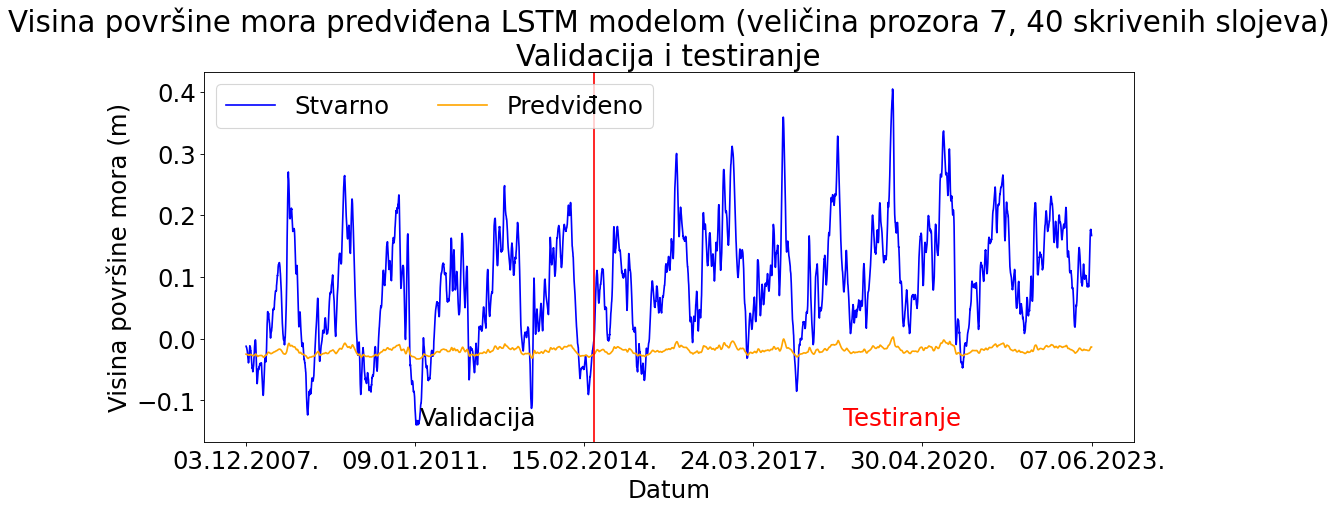 Visina površine mora predviđena LSTM modelom (veličina prozora 7, 40 skrivenih slojeva)
Validacija i testiranje
Stvarno
Predviđeno
Visina površine mora (m)
0.4
0.3
0.2
0.1
0.0
−0.1
Validacija
Testiranje
03.12.2007.
09.01.2011.
15.02.2014.
24.03.2017.
30.04.2020.
07.06.2023.
Datum